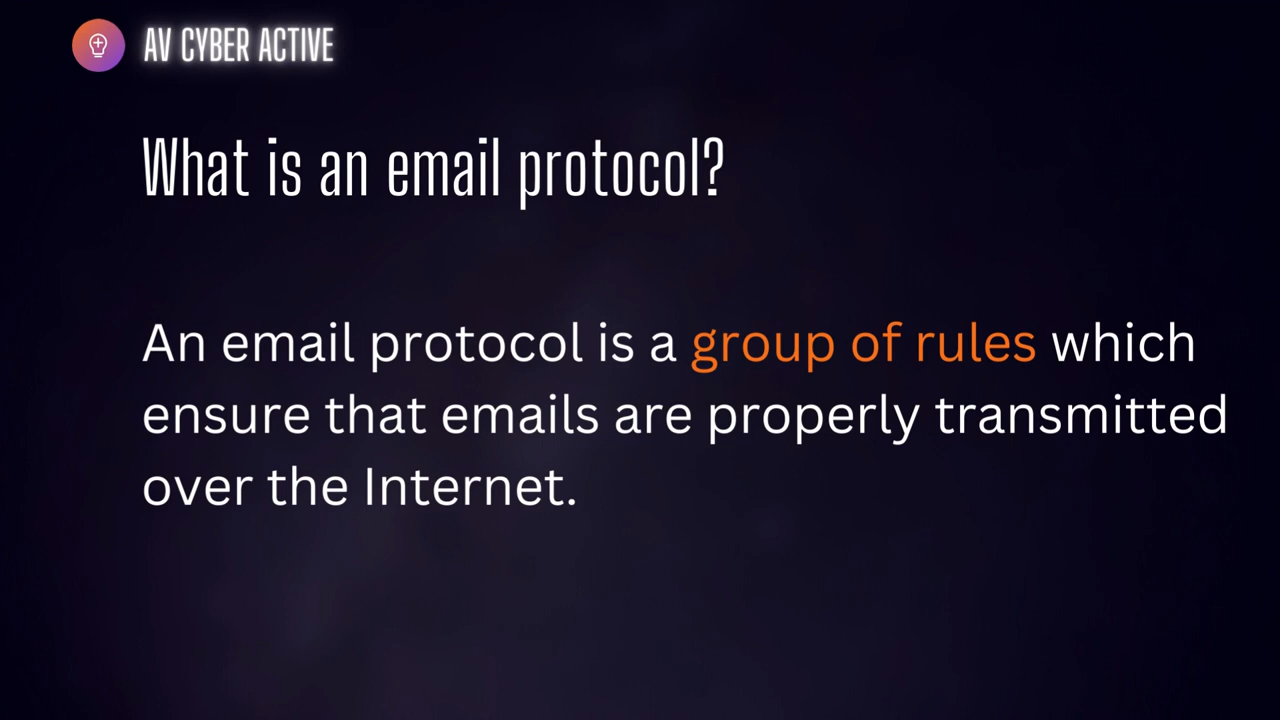 AV CYBER ACTIVE
What is an email protocol?
An email protocol is a group of rules which
ensure that emails are properly transmitted
over the Internet.